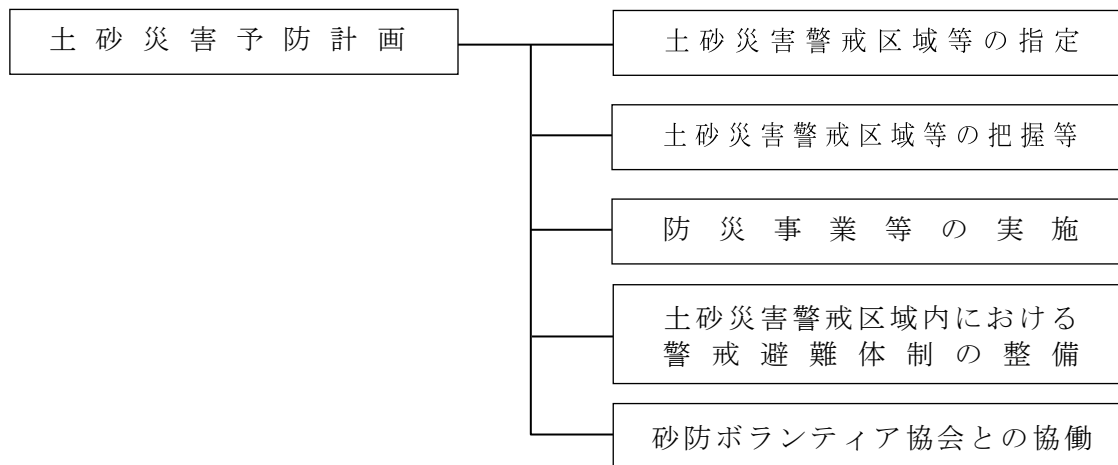 土砂災害予防計画
土砂災害警戒区域等の指定
土砂災害警戒区域等の把握等
防災事業等の実施
土砂災害警戒区域内における
警戒避難体制の整備
砂防ボランティア協会との協働